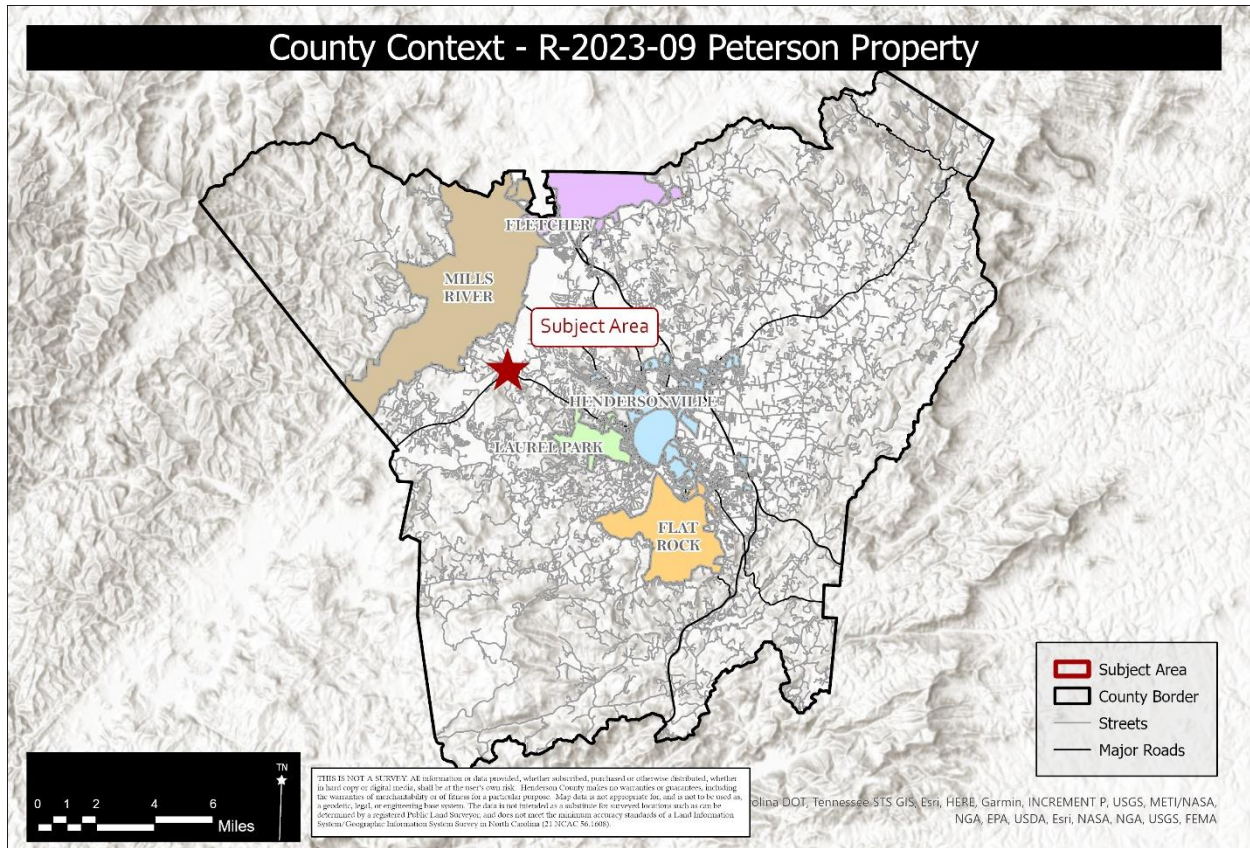 County Context - R-2023-09 Peterson Property
FLETCHER
MILLS
RIVER
Subject Area
HENDERSONVILLE
LAUREL PARK
FLAT
ROCK
Subject Area
County Border
Streets
Major Roads
TN
0 1 2 4 6
Miles
THIS IS NOT A SURVEY. All information or data provided, whether subscribed, purchased or otherwise distributed, whether
in hard copy or digital media, shall be at the user's own risk. Henderson County makes no warranties or guarantees, including
the warranties of merchantability or of fitness for a particular purpose. Map data is not appropriate for, and is not to be used as,
a geodetic, legal, or engineering base system. The data is not intended as a substitute for surveyed locations such as can be
determined by a registered Public Land Surveyor, and does not meet the minimum accuracy standards of a Land Information
System/Geographic Information System Survey in North Carolina (21 NCAC 56.1608).
olina DOT, Tennessee STS GIS, Esri, HERE, Garmin, INCREMENT P, USGS, METI/NASA,
NGA, EPA, USDA, Esri, NASA, NGA, USGS, FEMA